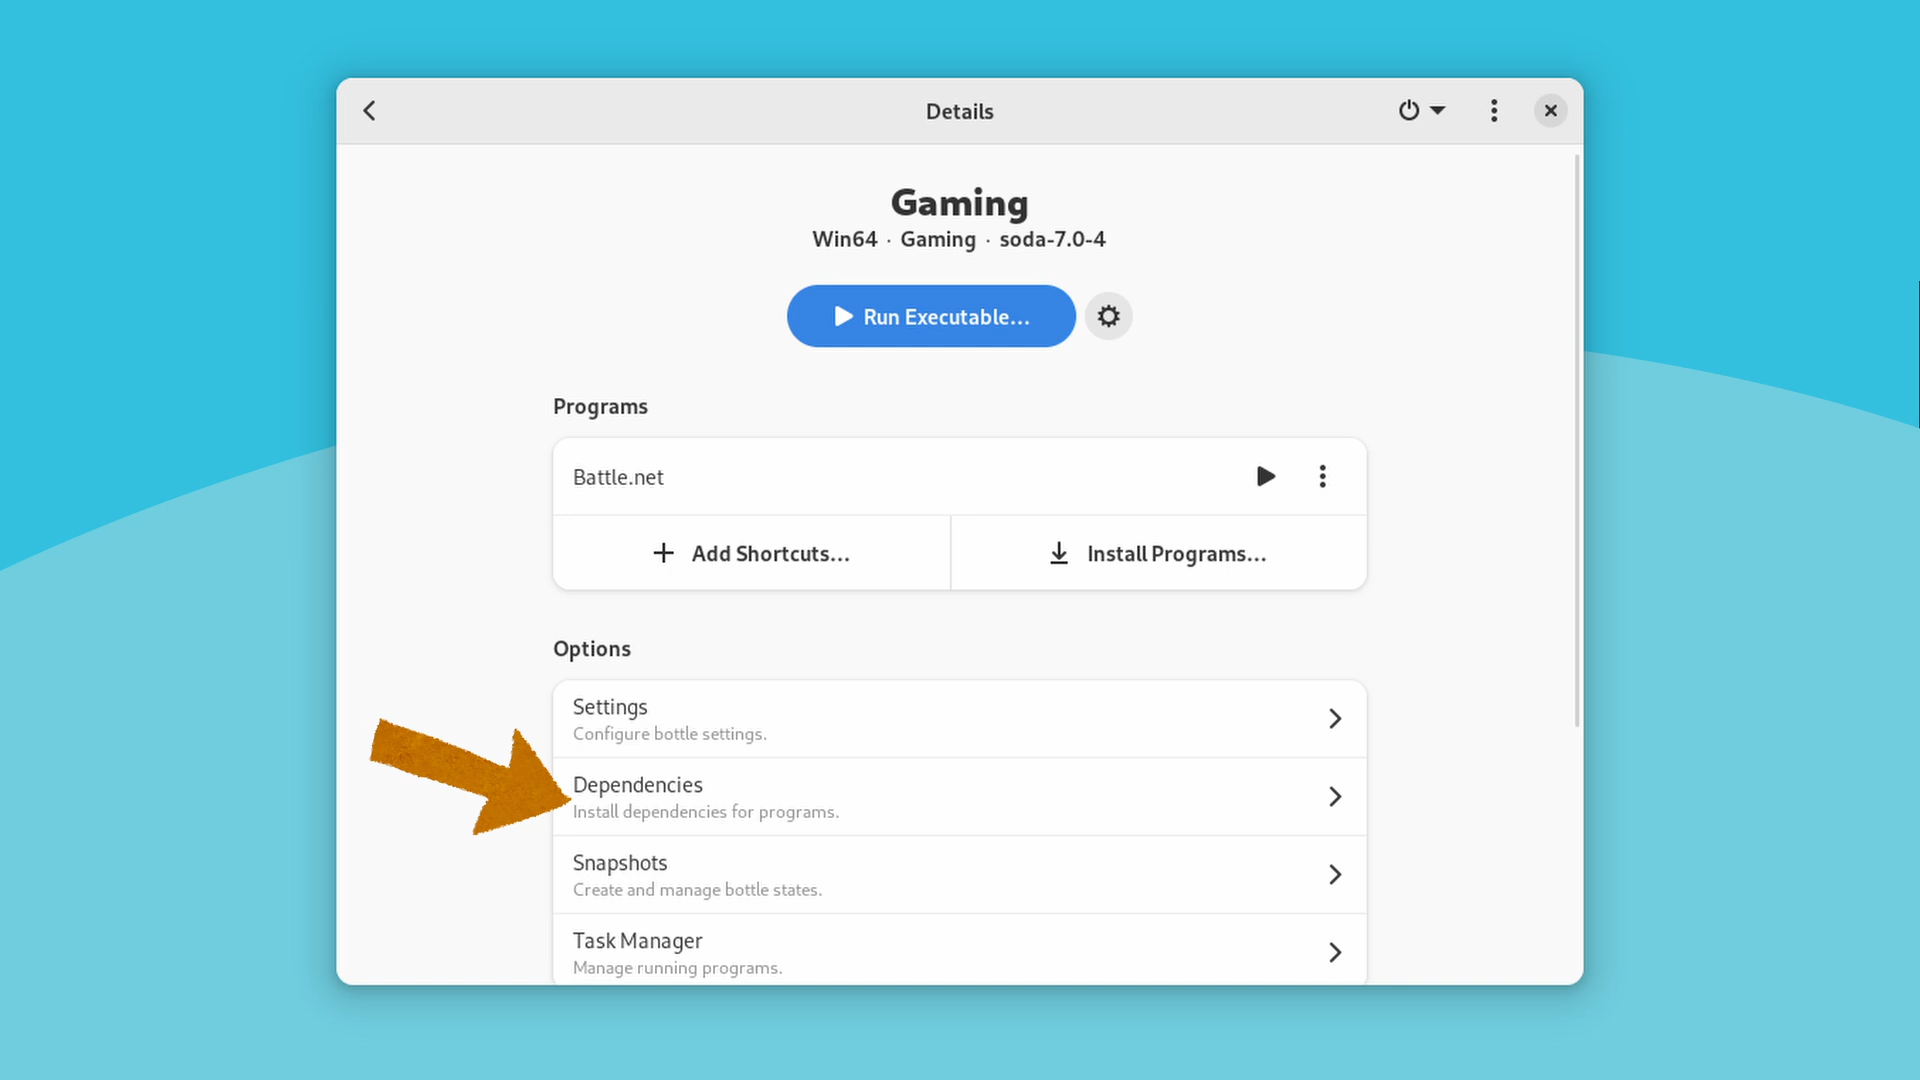 Details
Gaming
Win64 · Gaming · soda-7.0-4
Run Executable...
Programs
Battle.net
Add Shortcuts...
Install Programs...
Options
Settings
Configure bottle settings.
Dependencies
Install dependencies for programs.
Snapshots
Create and manage bottle states.
Task Manager
Manage running programs.